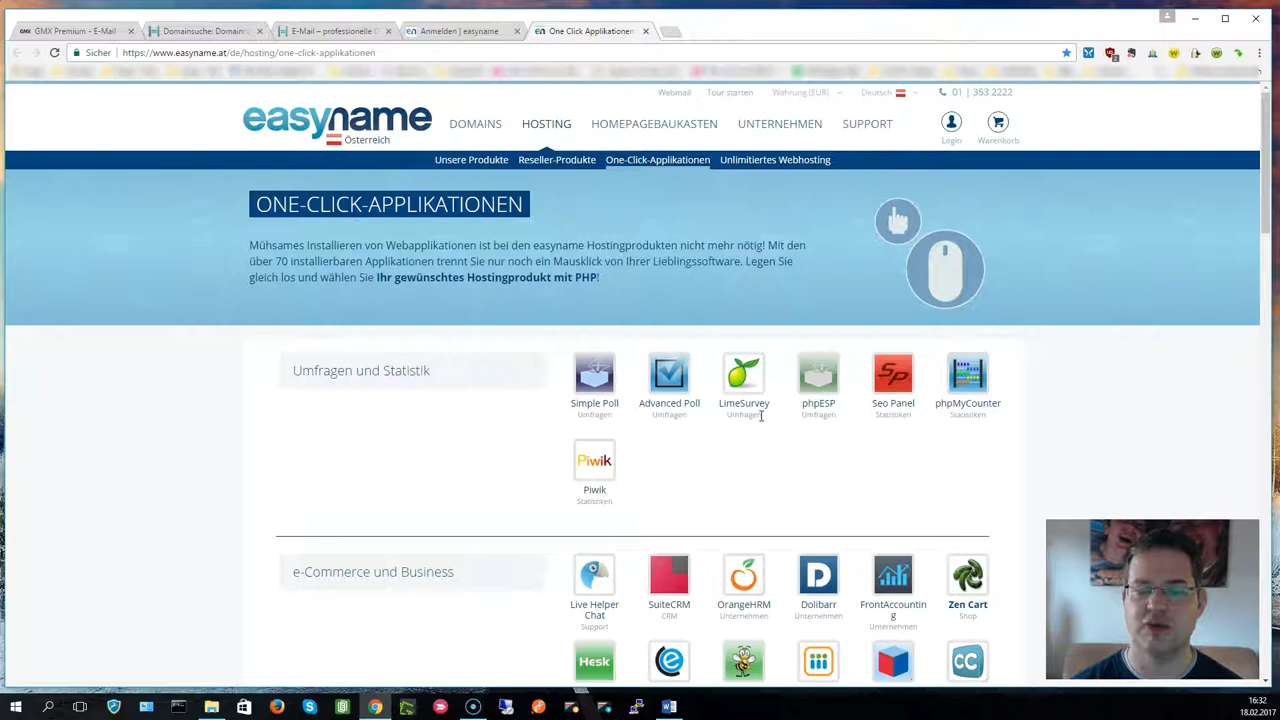 GMX Premium - E-Mail
Domainsuche: Domainn
E-Mail – professionelle
Anmelden | easyname
One Click Applikationen
Sicher
https://www.easyname.at/de/hosting/one-click-applikationen
Webmail
Tour starten
Währung (EUR)
Deutsch
01 | 353 2222
easyname
Österreich
DOMAINS
HOSTING
HOMEPAGEBAUKASTEN
UNTERNEHMEN
SUPPORT
Login
Warenkorb
Unsere Produkte
Reseller-Produkte
One-Click-Applikationen
Unlimitiertes Webhosting
ONE-CLICK-APPLIKATIONEN
Mühsames Installieren von Webapplikationen ist bei den easyname Hostingprodukten nicht mehr nötig! Mit den
über 70 installierbaren Applikationen trennt Sie nur noch ein Mausklick von Ihrer Lieblingssoftware. Legen Sie
gleich los und wählen Sie Ihr gewünschtes Hostingprodukt mit PHP!
Umfragen und Statistik
Simple Poll
Umfragen
Advanced Poll
Umfragen
LimeSurvey
Umfragen
phpESP
Umfragen
SP
Seo Panel
Statistiken
phpMyCounter
Statistiken
Piwik
Piwik
Statistiken
e-Commerce und Business
Live Helper
Chat
Support
SuiteCRM
CRM
OrangeHRM
Unternehmen
D
Dolibarr
Unternehmen
FrontAccountin
g
Unternehmen
Zen Cart
Shop
Hesk
CC
16:32
18.02.2017